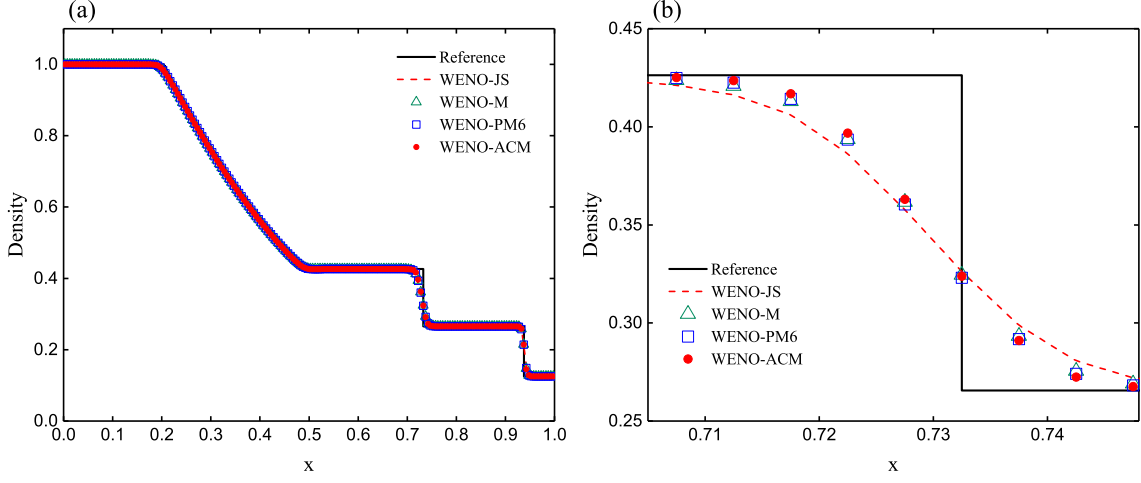 (a)
1.0
0.8
0.6
0.4
0.2
0.0
Density
Reference
WENO-JS
WENO-M
WENO-PM6
WENO-ACM
0.0 0.1 0.2 0.3 0.4 0.5 0.6 0.7 0.8 0.9 1.0
x
(b)
0.45
0.40
0.35
0.30
0.25
Density
Reference
WENO-JS
WENO-M
WENO-PM6
WENO-ACM
0.71 0.72 0.73 0.74
x